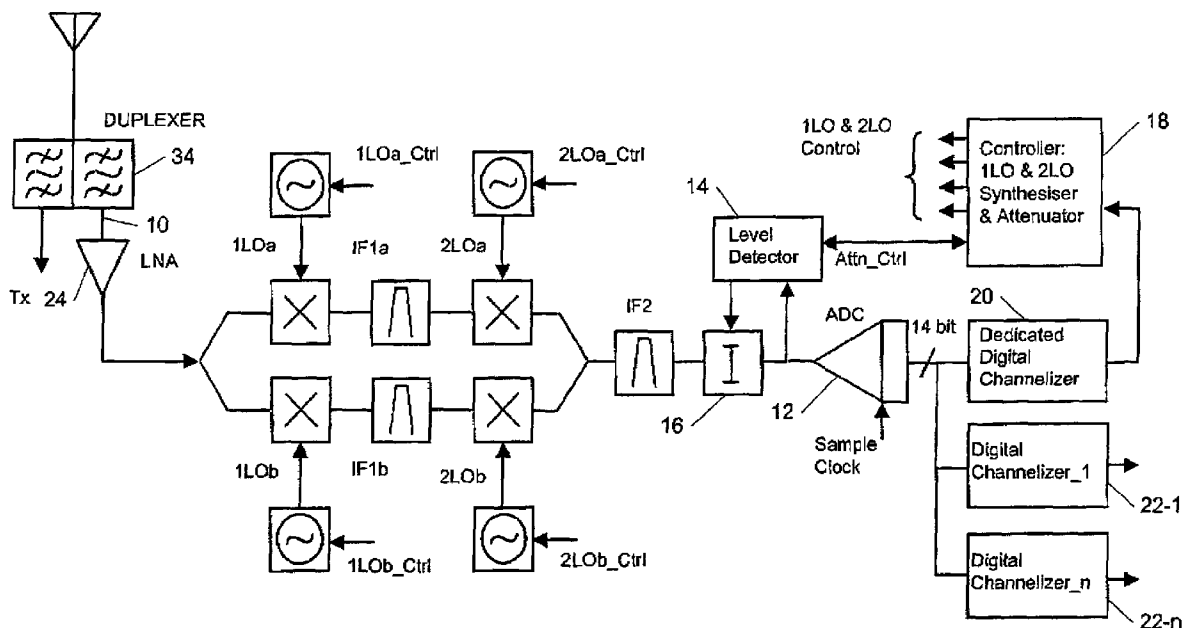 DUPLEXER
34
10
LNA
Tx
24
1LOa_Ctrl
2LOa_Ctrl
1LOa
IF1a
2LOa
1LOb
IF1b
2LOb
1LOb_Ctrl
2LOb_Ctrl
IF2
16
14
Level
Detector
Attn_Ctrl
1LO & 2LO
Control
Controller:
1LO & 2LO
Synthesiser
& Attenuator
18
ADC
12
Sample
Clock
14 bit
20
Dedicated
Digital
Channelizer
Digital
Channelizer_1
22-1
Digital
Channelizer_n
22-n